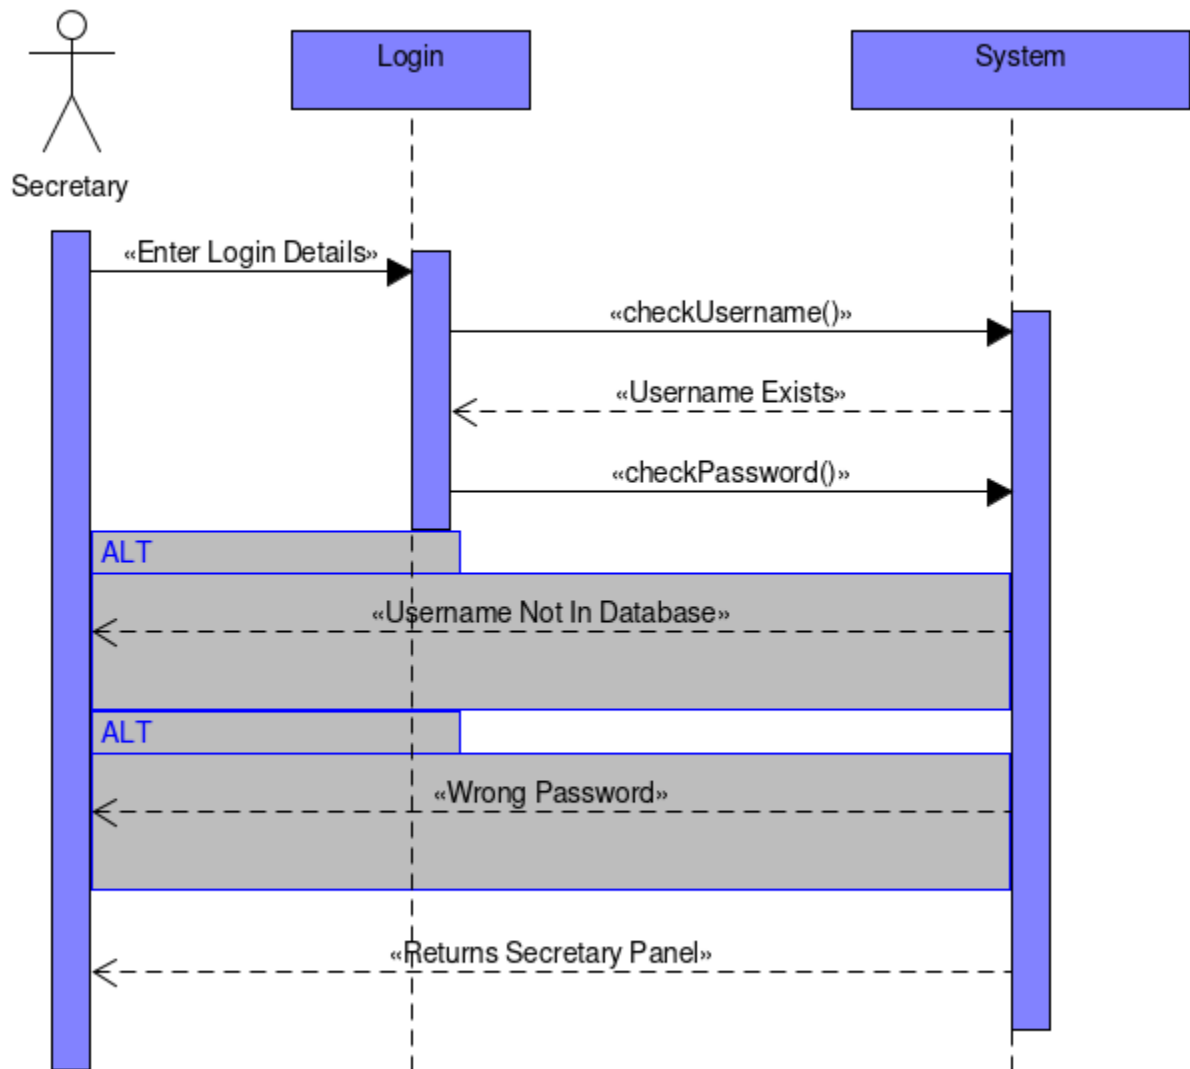 Login
System
Secretary
«Enter Login Details»
«checkUsername()»
«Username Exists»
«checkPassword()»
ALT
«Username Not In Database»
ALT
«Wrong Password»
«Returns Secretary Panel»